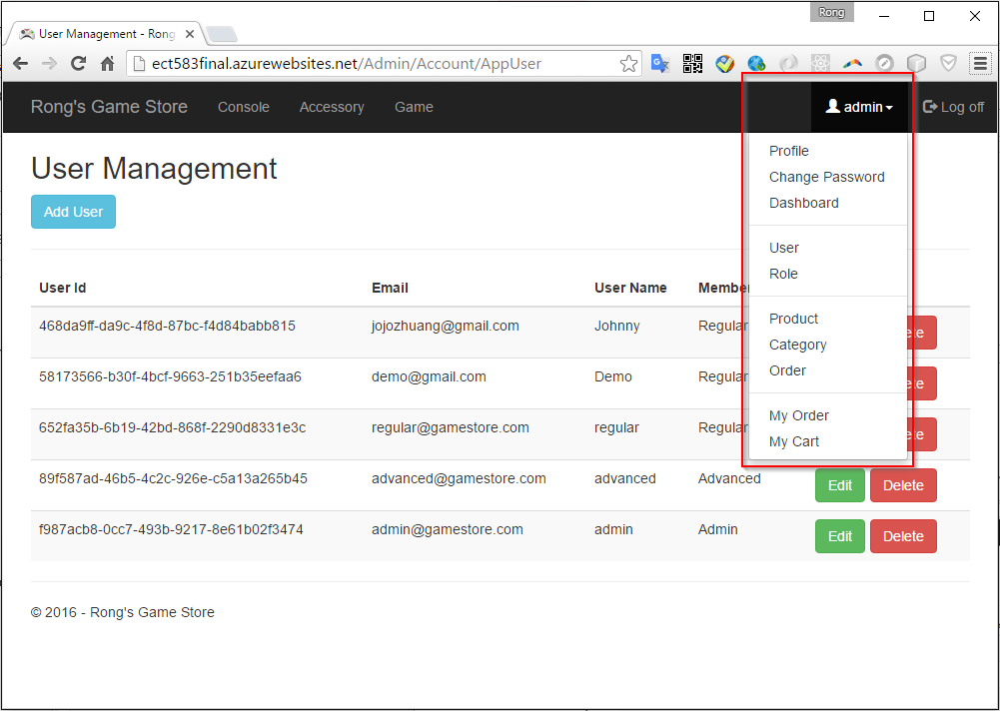 Rong
User Management - Rong
ect583final.azurewebsites.net/Admin/Account/AppUser
Rong's Game Store Console Accessory Game admin Log off
Profile
Change Password
Dashboard
User
Role
Product
Category
Order
My Order
My Cart
User Management
Add User
User Id Email User Name Member
468da9ff-da9c-4f8d-87bc-f4d84babb815 jojozhuang@gmail.com Johnny Regular
58173566-b30f-4bcf-9663-251b35eefaa6 demo@gmail.com Demo Regular
652fa35b-6b19-42bd-868f-2290d8331e3c regular@gamestore.com regular Regular
89f587ad-46b5-4c2c-926e-c5a13a265b45 advanced@gamestore.com advanced Advanced Edit Delete
f987acb8-0cc7-493b-9217-8e61b02f3474 admin@gamestore.com admin Admin Edit Delete
© 2016 - Rong's Game Store